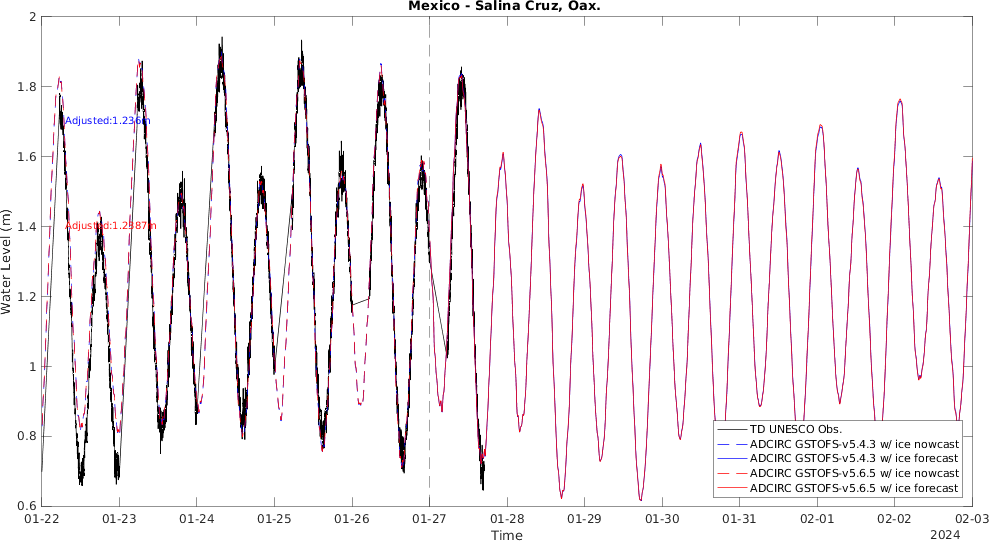 Mexico - Salina Cruz, Oax.
2
1.8
1.6
1.4
1.2
1
0.8
0.6
Water Level (m)
Adjusted:1.236m
Adjusted:1.2387m
TD UNESCO Obs.
ADCIRC GSTOFS-v5.4.3 w/ ice nowcast
ADCIRC GSTOFS-v5.4.3 w/ ice forecast
ADCIRC GSTOFS-v5.6.5 w/ ice nowcast
ADCIRC GSTOFS-v5.6.5 w/ ice forecast
01-22 01-23 01-24 01-25 01-26 01-27 01-28 01-29 01-30 01-31 02-01 02-02 02-03
Time
2024